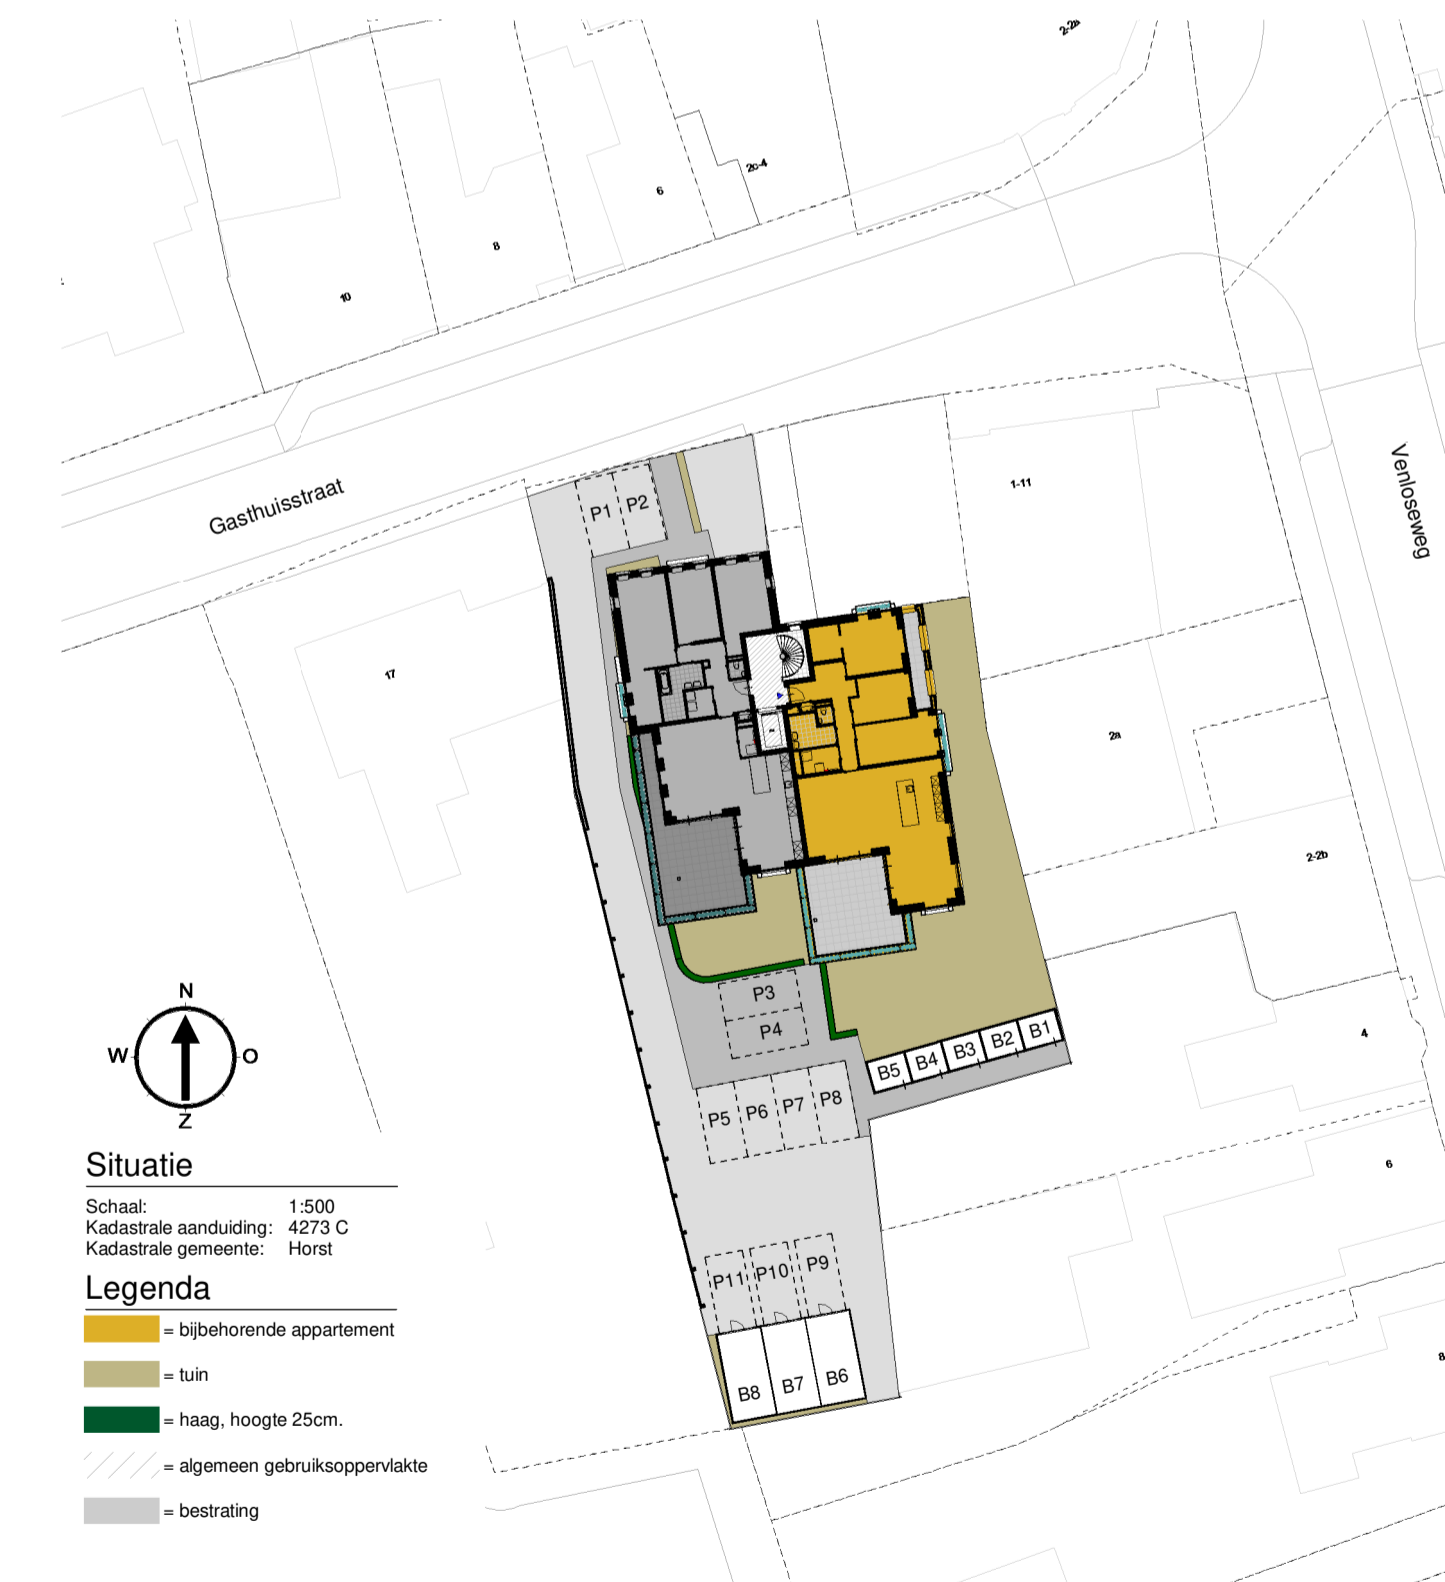 2-2a
2c-4
6
8
10
1-11
Gasthuisstraat
Venloseweg
P1
P2
17
2a
2-2b
P3
P4
4
B5
B4
B3
B2
B1
P5
P6
P7
P8
6
N
W
O
Z
P11
P10
P9
B8
B7
B6
8
Situatie
Schaal: 1:500
Kadastrale aanduiding: 4273 C
Kadastrale gemeente: Horst
Legenda
= bijbehorende appartement
= tuin
= haag, hoogte 25cm.
= algemeen gebruiksoppervlakte
= bestrating